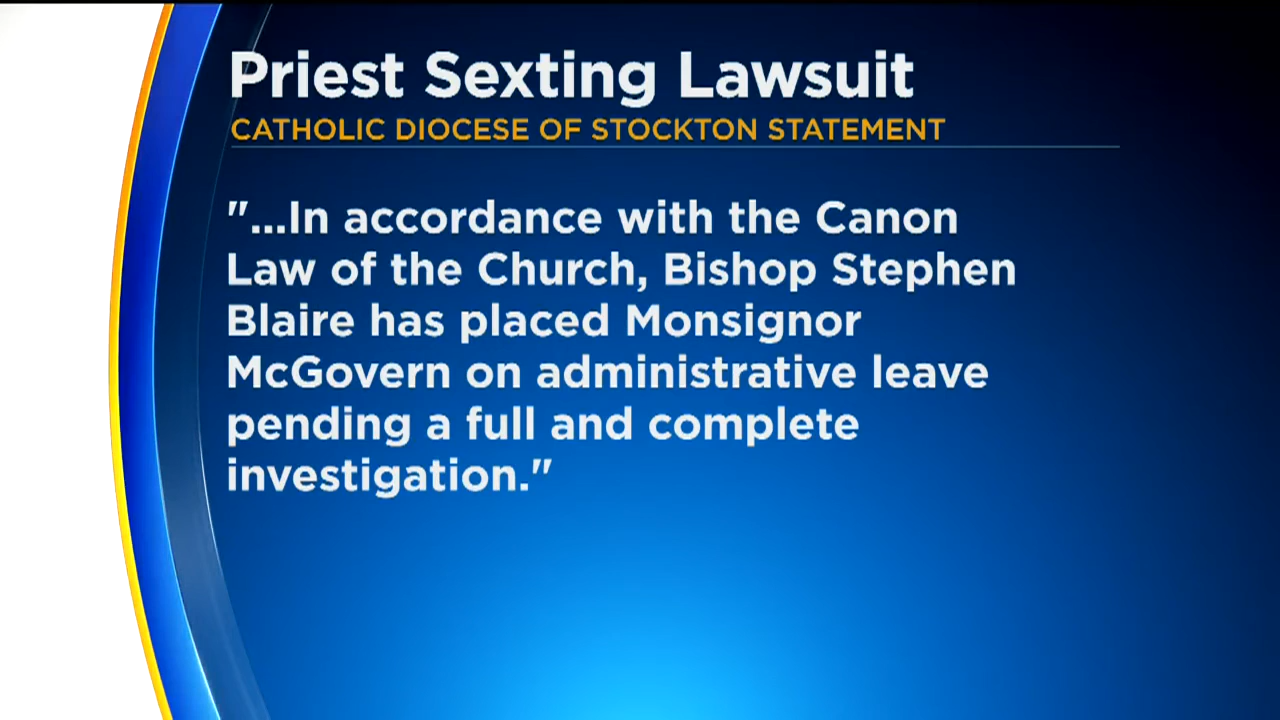 Priest Sexting Lawsuit
CATHOLIC DIOCESE OF STOCKTON STATEMENT
"...In accordance with the Canon
Law of the Church, Bishop Stephen
Blaire has placed Monsignor
McGovern on administrative leave
pending a full and complete
investigation."